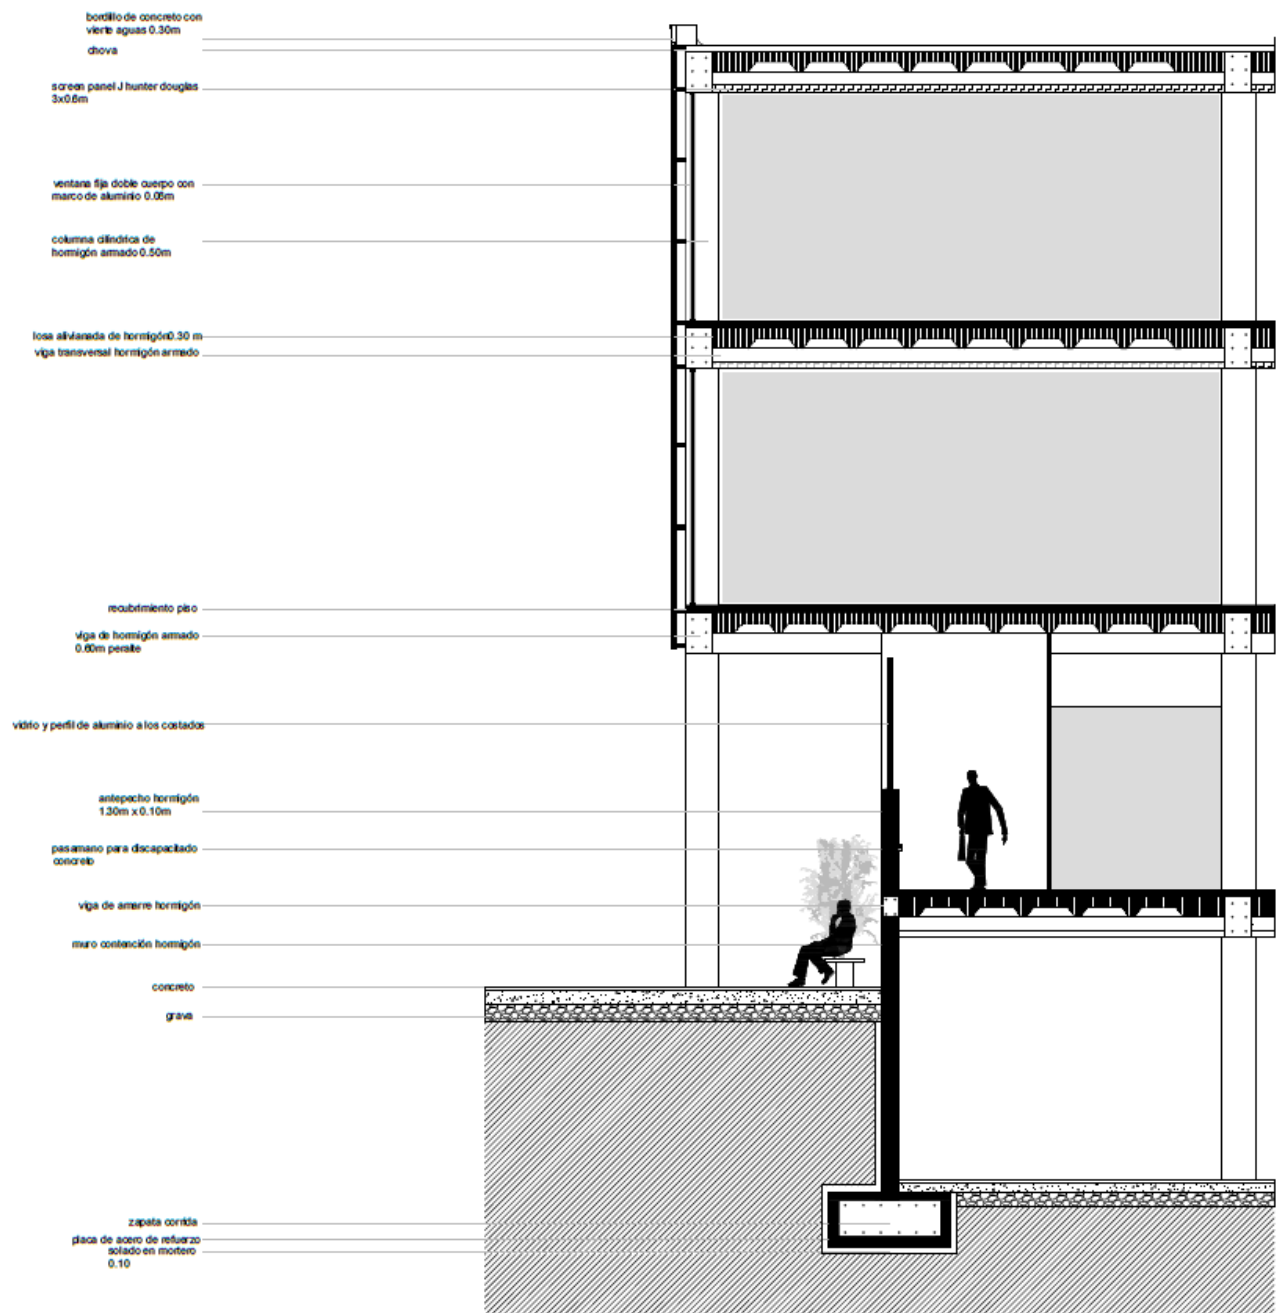 bordillo de concreto con
vierte aguas 0.30m
chova
screen panel J hunter douglas
3x0.6m
ventana fija doble cuerpo con
marco de aluminio 0.06m
columna cilíndrica de
hormigón armado 0.50m
losa alivianada de hormigón0.30 m
viga transversal hormigón armado
recubrimiento piso
viga de hormigón armado
0.60m peralte
vidrio y perfil de aluminio a los costados
antepecho hormigón
1.30m x 0.10m
pasamano para discapacitado
concreto
viga de amarre hormigón
muro contención hormigón
concreto
grava
zapata corrida
placa de acero de refuerzo
solado en mortero
0.10